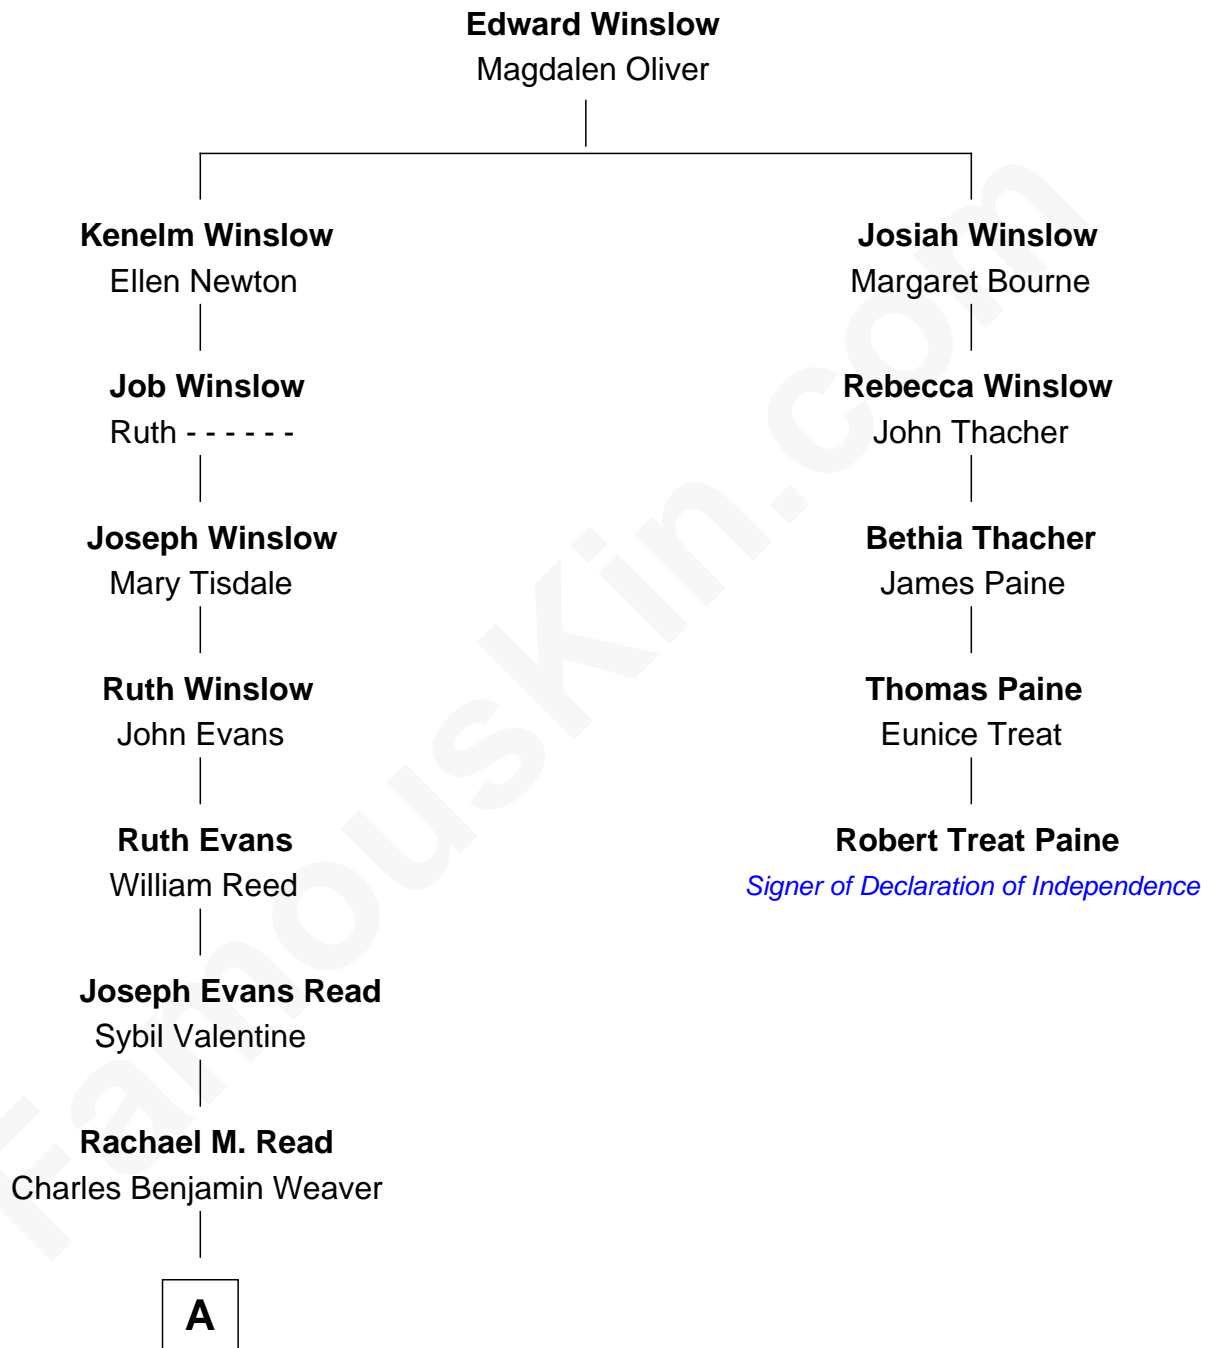 Edward Winslow
Magdalen Oliver
Kenelm Winslow
Ellen Newton
Josiah Winslow
Margaret Bourne
Job Winslow
Ruth - - - - - -
Rebecca Winslow
John Thacher
Joseph Winslow
Mary Tisdale
Bethia Thacher
James Paine
Ruth Winslow
John Evans
Thomas Paine
Eunice Treat
Ruth Evans
William Reed
Robert Treat Paine
Signer of Declaration of Independence
Joseph Evans Read
Sybil Valentine
Rachael M. Read
Charles Benjamin Weaver
A
FamousKin.com